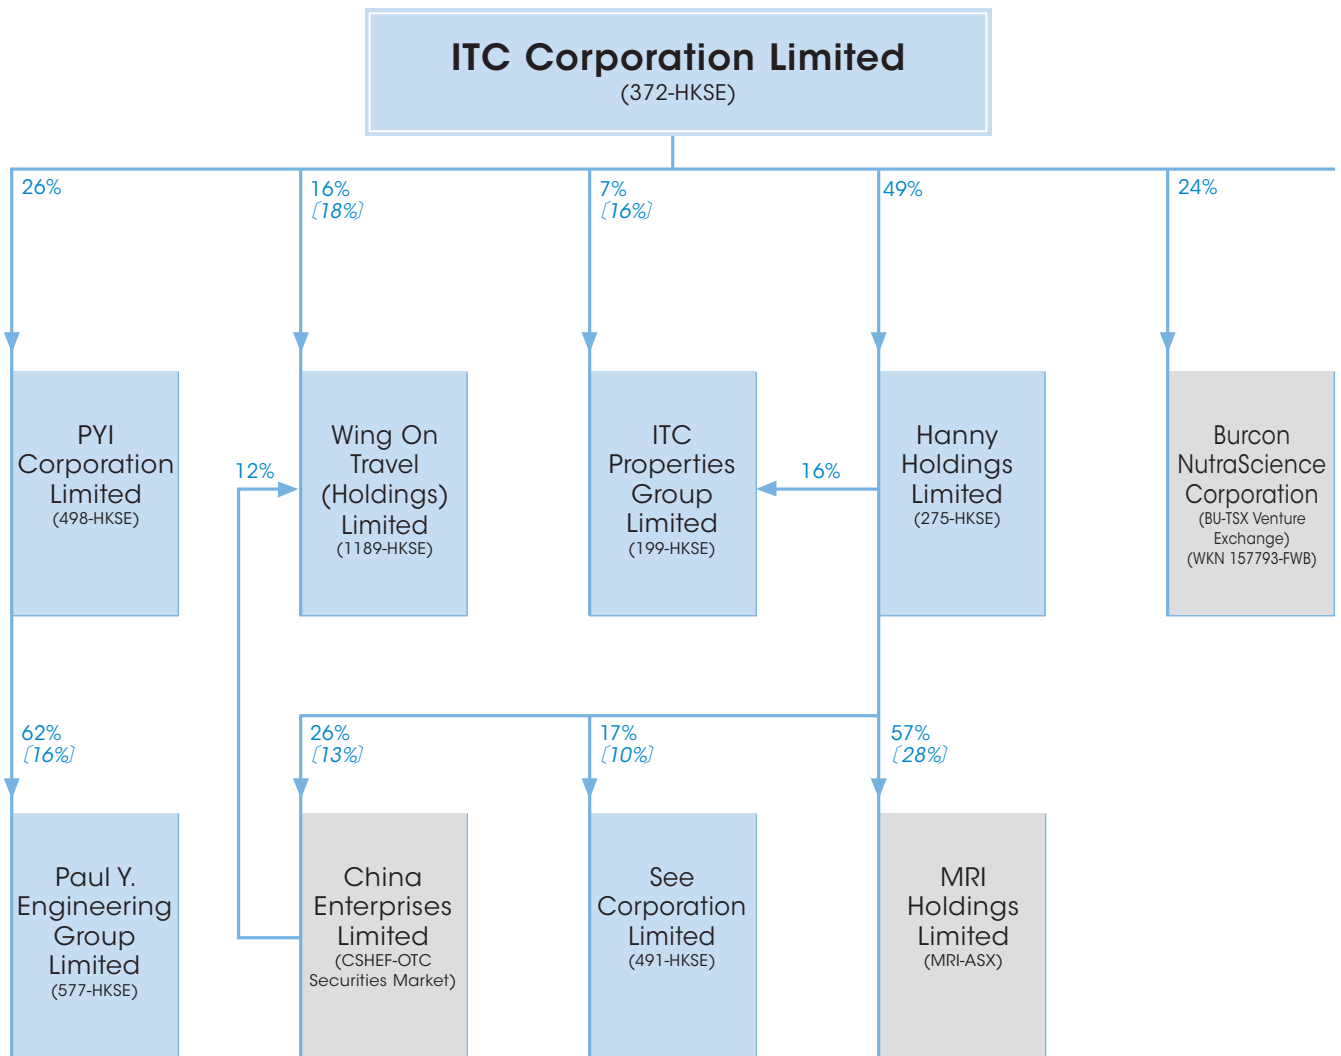 ITC Corporation Limited
(372-HKSE)
26%
16%
[18%]
7%
[16%]
49%
24%
PYI
Corporation
Limited
(498-HKSE)
12%
Wing On
Travel
(Holdings)
Limited
(1189-HKSE)
ITC
Properties
Group
Limited
(199-HKSE)
16%
Hanny
Holdings
Limited
(275-HKSE)
Burcon
NutraScience
Corporation
(BU-TSX Venture
Exchange)
(WKN 157793-FWB)
62%
[16%]
26%
[13%]
17%
[10%]
57%
[28%]
Paul Y.
Engineering
Group
Limited
(577-HKSE)
China
Enterprises
Limited
(CSHEF-OTC
Securities Market)
See
Corporation
Limited
(491-HKSE)
MRI
Holdings
Limited
(MRI-ASX)